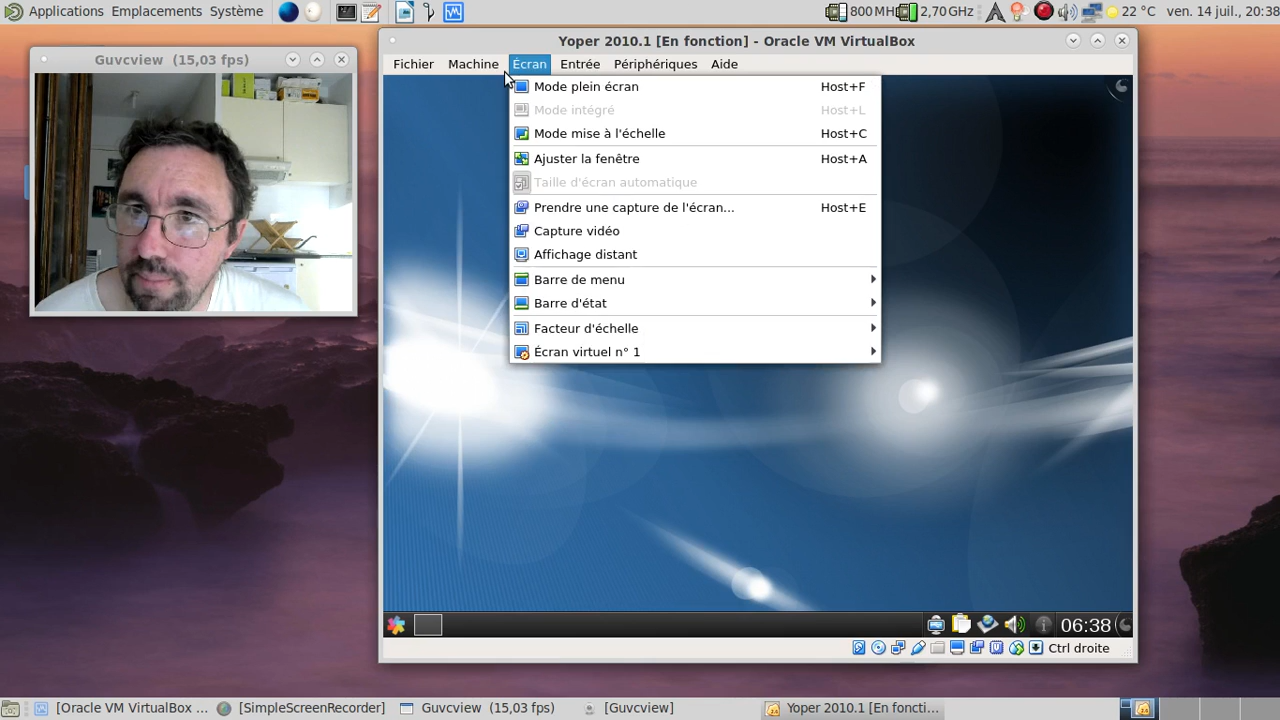 Applications Emplacements Système 800 MH 2,70 GHz 22 °C ven. 14 juil., 20:38
Guvcview (15,03 fps)
Yoper 2010.1 [En fonction] - Oracle VM VirtualBox
Fichier Machine Écran Entrée Périphériques Aide
Mode plein écran Host+F
Mode intégré Host+L
Mode mise à l'échelle Host+C
Ajuster la fenêtre Host+A
Taille d'écran automatique
Prendre une capture de l'écran... Host+E
Capture vidéo
Affichage distant
Barre de menu
Barre d'état
Facteur d'échelle
Écran virtuel n° 1
06:38
Ctrl droite
[Oracle VM VirtualBox ... [SimpleScreenRecorder] Guvcview (15,03 fps) [Guvcview] Yoper 2010.1 [En foncti...